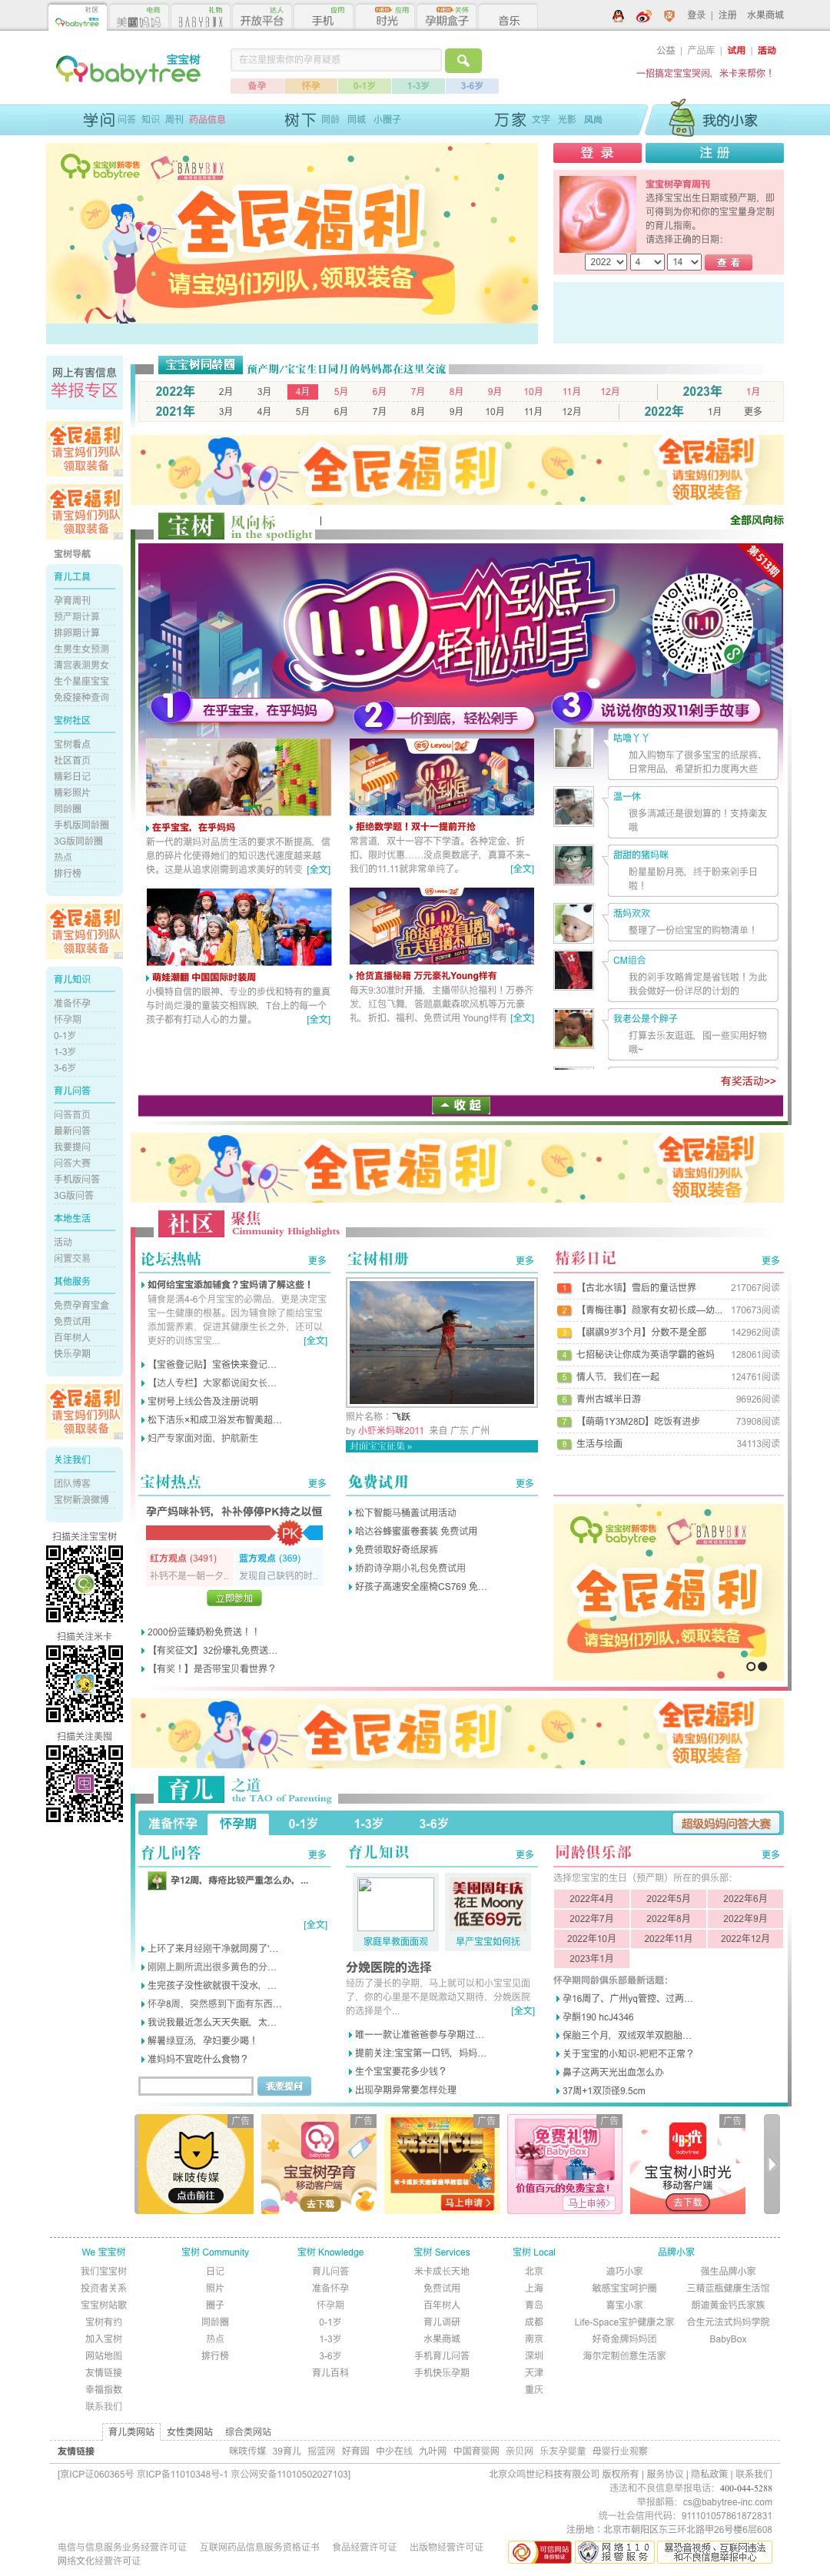 社区
babytree
电商
美囤妈妈
礼物
BABYBOX
达人
开放平台
应用
手机
NEW 应用
时光
NEW 关怀
孕期盒子
音乐
登录 | 注册 水果商城
宝宝树
babytree
在这里搜索你的孕育疑惑
备孕 怀孕 0-1岁 1-3岁 3-6岁
公益 | 产品库 | 试用 | 活动
一招搞定宝宝哭闹，米卡来帮你！
学问 问答 知识 周刊 药品信息
树下 同龄 同城 小圈子
万家 文字 光影 风尚
我的小家
宝宝树新零售
babytree
BABYBOX
全民福利
请宝妈们列队，领取装备
登 录
注 册
宝宝树孕育周刊
选择宝宝出生日期或预产期，即
可得到为你和你的宝宝量身定制
的育儿指南。
请选择正确的日期：
2022 4 14 查 看
网上有害信息
举报专区
宝宝树同龄圈 预产期/宝宝生日同月的妈妈都在这里交流
2022年 2月 3月 4月 5月 6月 7月 8月 9月 10月 11月 12月 2023年 1月
2021年 3月 4月 5月 6月 7月 8月 9月 10月 11月 12月 2022年 1月 更多
全民福利
请宝妈们列队
领取装备
全民福利
请宝妈们列队
领取装备
全民福利
请宝妈们列队
领取装备
宝树导航
育儿工具
孕育周刊
预产期计算
排卵期计算
生男生女预测
清宫表测男女
生个星座宝宝
免疫接种查询
宝树社区
宝树看点
社区首页
精彩日记
精彩照片
同龄圈
手机版同龄圈
3G版同龄圈
热点
排行榜
全民福利
请宝妈们列队
领取装备
育儿知识
准备怀孕
怀孕期
0-1岁
1-3岁
3-6岁
育儿问答
问答首页
最新问答
我要提问
问答大赛
手机版问答
3G版问答
本地生活
活动
闲置交易
其他服务
免费孕育宝盒
免费试用
百年树人
快乐孕期
全民福利
请宝妈们列队
领取装备
关注我们
团队博客
宝树新浪微博
扫描关注宝宝树
扫描关注米卡
扫描关注美囤
宝树 风向标
in the spotlight
全部风向标
第513期
11.11
一价到底
轻松剁手
1 在乎宝宝，在乎妈妈
2 一价到底，轻松剁手
3 说说你的双11剁手故事
在乎宝宝，在乎妈妈
新一代的潮妈对品质生活的要求不断提高，信
息的碎片化便得她们的知识迭代速度越来越
快。这是从追求刚需到追求美好的转变 [全文]
Leyou
一价到底
拒绝数学题！双十一提前开抢
常言道，双十一容不下学渣。各种定金、折
扣、限时优惠……没点奥数底子，真算不来~
我们的11.11就非常单纯了。 [全文]
萌娃潮翻 中国国际时装周
小模特自信的眼神、专业的步伐和特有的童真
与时尚烂漫的童装交相辉映，T台上的每一个
孩子都有打动人心的力量。 [全文]
Leyou
抢货秘笈直播
五天连播不断档
抢货直播秘籍 万元豪礼Young样有
每天9:30准时开播，主播带队抢福利！万券齐
发，红包飞舞，答题赢戴森吹风机等万元豪
礼，折扣、福利、免费试用 Young样有 [全文]
咕噜丫丫
加入购物车了很多宝宝的纸尿裤、
日常用品，希望折扣力度再大些
温一休
很多满减还是很划算的！支持楽友
哦
甜甜的猪妈咪
盼星星盼月亮，终于盼来剁手日
啦！
湉妈欢欢
整理了一份给宝宝的购物清单！
CM组合
我的剁手攻略肯定是省钱啦！为此
我会做好一份详尽的计划的
我老公是个胖子
打算去乐友逛逛，囤一些实用好物
哦~
有奖活动>>
收 起
全民福利
请宝妈们列队
领取装备
社区 聚焦
Cimmunity Hhighlights
论坛热帖 更多
如何给宝宝添加辅食？宝妈请了解这些！
辅食是满4-6个月宝宝的必需品，更是决定宝
宝一生健康的根基。因为辅食除了能给宝宝
添加营养素，促进其健康生长之外，还可以
更好的训练宝宝... [全文]
【宝爸登记贴】宝爸快来登记...
【达人专栏】大家都说闺女长...
宝树号上线公告及注册说明
松下洁乐×和成卫浴发布智美超...
妇产专家面对面，护航新生
宝树相册 更多
照片名称：飞跃
by 小虾米妈咪2011 来自 广东 广州
封面宝宝征集 »
精彩日记 更多
1 【古北水镇】雪后的童话世界 217067阅读
2 【青梅往事】颜家有女初长成—幼... 170673阅读
3 【祺祺9岁3个月】分数不是全部 142962阅读
4 七招秘诀让你成为英语学霸的爸妈 128061阅读
5 情人节，我们在一起 124761阅读
6 青州古城半日游 96926阅读
7 【萌萌1Y3M28D】吃饭有进步 73908阅读
8 生活与绘画 34113阅读
宝树热点 更多
孕产妈咪补钙，补补停停PK持之以恒
PK
红方观点 (3491) 蓝方观点 (369)
补钙不是一朝一夕.. 发现自己缺钙的时..
立即参加
2000份蓝臻奶粉免费送！！
【有奖征文】32份壕礼免费送...
【有奖！】是否带宝贝看世界？
免费试用 更多
松下智能马桶盖试用活动
哈达谷蜂蜜蛋卷套装 免费试用
免费领取好奇纸尿裤
娇韵诗孕期小礼包免费试用
好孩子高速安全座椅CS769 免...
宝宝树新零售
babytree
BABYBOX
全民福利
请宝妈们列队，领取装备
全民福利
请宝妈们列队
领取装备
育儿 之道
the TAO of Parenting
准备怀孕 怀孕期 0-1岁 1-3岁 3-6岁 超级妈妈问答大赛
育儿问答 更多
孕12周，痔疮比较严重怎么办，...
[全文]
上环了来月经刚干净就同房了'...
刚刚上厕所流出很多黄色的分...
生完孩子没性欲就很干没水，...
怀孕8周，突然感到下面有东西...
我说我最近怎么天天失眠，太...
解暑绿豆汤，孕妇要少喝！
准妈妈不宜吃什么食物？
我要提问
育儿知识 更多
家庭早教面面观
美囤周年庆
花王 Moony
低至69元
早产宝宝如何抚
分娩医院的选择
经历了漫长的孕期，马上就可以和小宝宝见面
了，你的心里是不是既激动又期待，分娩医院
的选择是个... [全文]
唯一一款让准爸爸参与孕期过...
提前关注:宝宝第一口钙，妈妈...
生个宝宝要花多少钱？
出现孕期异常要怎样处理
同龄俱乐部 更多
选择您宝宝的生日（预产期）所在的俱乐部:
2022年4月 2022年5月 2022年6月
2022年7月 2022年8月 2022年9月
2022年10月 2022年11月 2022年12月
2023年1月
怀孕期同龄俱乐部最新话题：
孕16周了、广州yq管控、过两...
孕酮190 hcJ4346
保胎三个月，双绒双羊双胞胎...
关于宝宝的小知识-粑粑不正常？
鼻子这两天光出血怎么办
37周+1双顶径9.5cm
广告
咪吱传媒
点击前往
广告
宝宝树孕育
移动客户端
去下载
广告
诚招代理
米卡成长天地家庭早教套装
马上申请
广告
免费礼物
BabyBox
价值百元的免费宝盒！
马上申领
广告
小时光
宝宝树小时光
移动客户端
去下载
We 宝宝树 宝树 Community 宝树 Knowledge 宝树 Services 宝树 Local 品牌小家
我们宝宝树 日记 育儿问答 米卡成长天地 北京 迪巧小家 强生品牌小家
投资者关系 照片 准备怀孕 免费试用 上海 敏感宝宝呵护圈 三精蓝瓶健康生活馆
宝宝树站歌 圈子 怀孕期 百年树人 青岛 喜宝小家 朗迪黄金钙氏家族
宝树有约 同龄圈 0-1岁 育儿调研 成都 Life-Space宝护健康之家 合生元法式妈妈学院
加入宝树 热点 1-3岁 水果商城 南京 好奇金牌妈妈团 BabyBox
网站地图 排行榜 3-6岁 手机育儿问答 深圳 海尔定制创意生活家
友情链接 育儿百科 手机快乐孕期 天津
幸福指数 重庆
联系我们
育儿类网站 女性类网站 综合类网站
友情链接 咪吱传媒 39育儿 摇篮网 好育园 中少在线 九叶网 中国育婴网 亲贝网 乐友孕婴童 母婴行业观察
[京ICP证060365号 京ICP备11010348号-1 京公网安备11010502027103]
北京众鸣世纪科技有限公司 版权所有 | 服务协议 | 隐私政策 | 联系我们
违法和不良信息举报电话：400-044-5288
举报邮箱：cs@babytree-inc.com
统一社会信用代码：911101057861872831
注册地：北京市朝阳区东三环北路甲26号楼6层608
电信与信息服务业务经营许可证 互联网药品信息服务资格证书 食品经营许可证 出版物经营许可证
网络文化经营许可证
可信网站
身份验证
网络110
报警服务
暴恐音视频、互联网违法
和不良信息举报中心